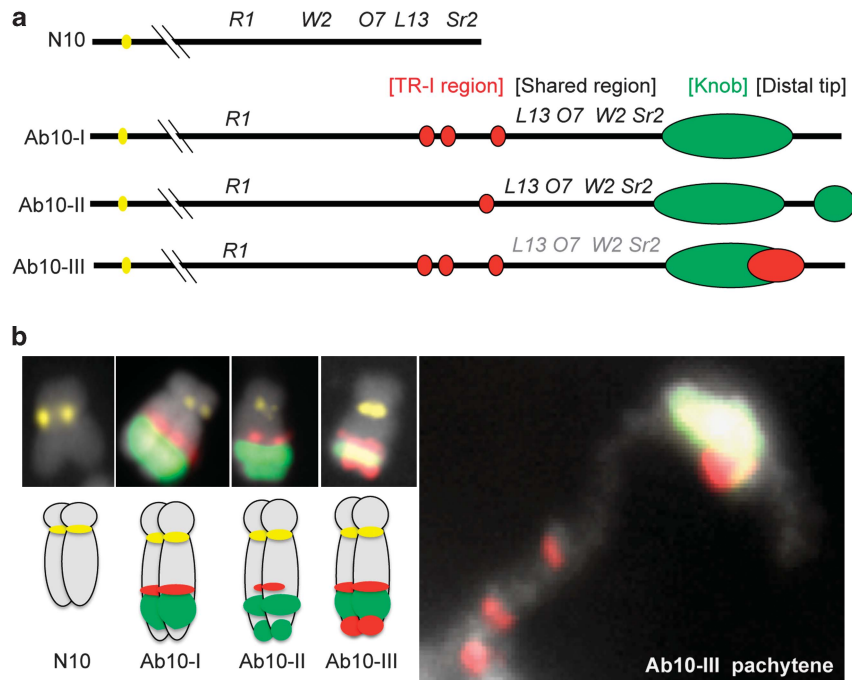 a
R1 W2 O7 L13 Sr2
N10
[TR-I region] [Shared region] [Knob] [Distal tip]
R1 L13 O7 W2 Sr2
Ab10-I
R1 L13 O7 W2 Sr2
Ab10-II
R1 L13 O7 W2 Sr2
Ab10-III
b
N10 Ab10-I Ab10-II Ab10-III
Ab10-III pachytene